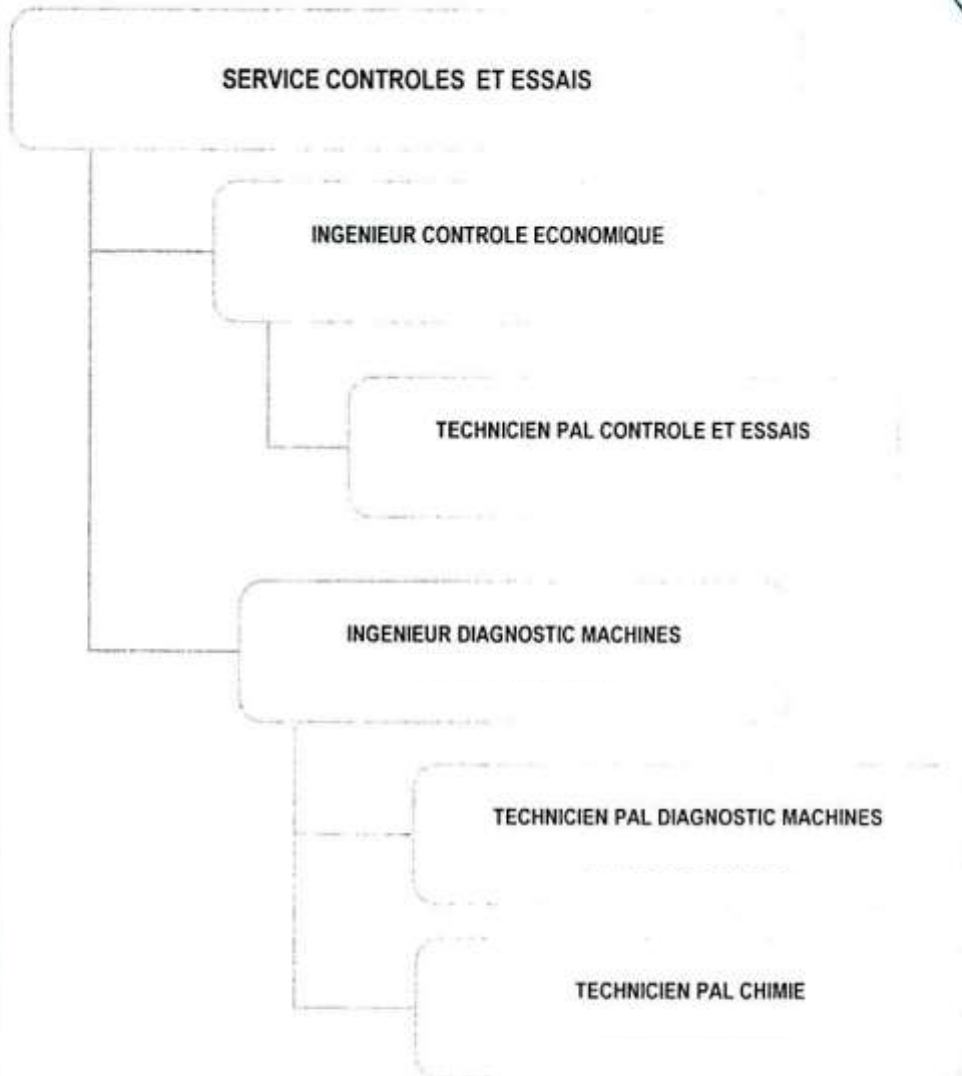 SERVICE CONTROLES ET ESSAIS
INGENIEUR CONTROLE ECONOMIQUE
TECHNICIEN PAL CONTROLE ET ESSAIS
INGENIEUR DIAGNOSTIC MACHINES
TECHNICIEN PAL DIAGNOSTIC MACHINES
TECHNICIEN PAL CHIMIE